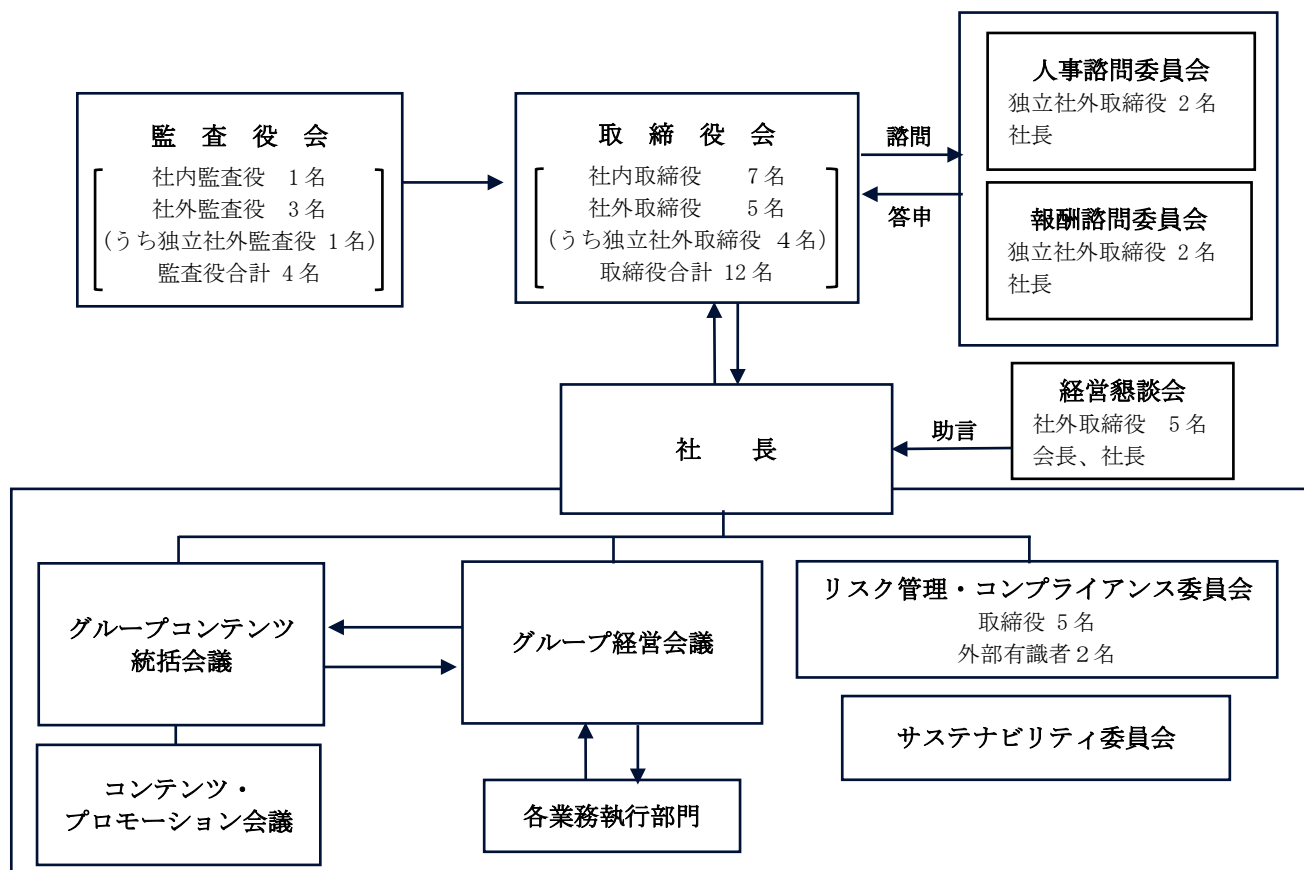 監 査 役 会
社内監査役 1名
社外監査役 3名
(うち独立社外監査役 1名)
監査役合計 4名
取 締 役 会
社内取締役 7名
社外取締役 5名
(うち独立社外取締役 4名)
取締役合計 12名
諮問
答申
人事諮問委員会
独立社外取締役 2名
社長
報酬諮問委員会
独立社外取締役 2名
社長
社 長
助言
経営懇談会
社外取締役 5名
会長、社長
グループコンテンツ
統括会議
グループ経営会議
リスク管理・コンプライアンス委員会
取締役 5名
外部有識者2名
サステナビリティ委員会
コンテンツ・
プロモーション会議
各業務執行部門